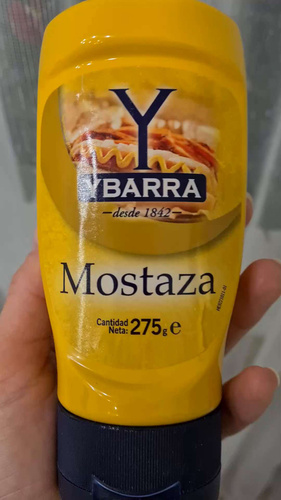 Y
YBARRA
desde 1842
Mostaza
Cantidad
Neta: 275g e